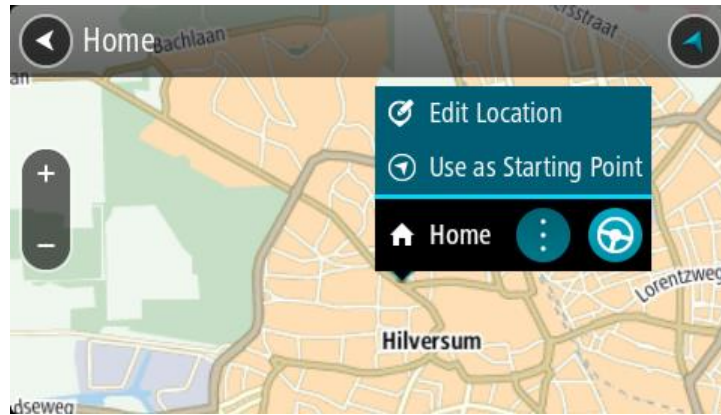 Home
Bachlaan
Edit Location
Use as Starting Point
+
Home
−
Lorentzweg
Hilversum